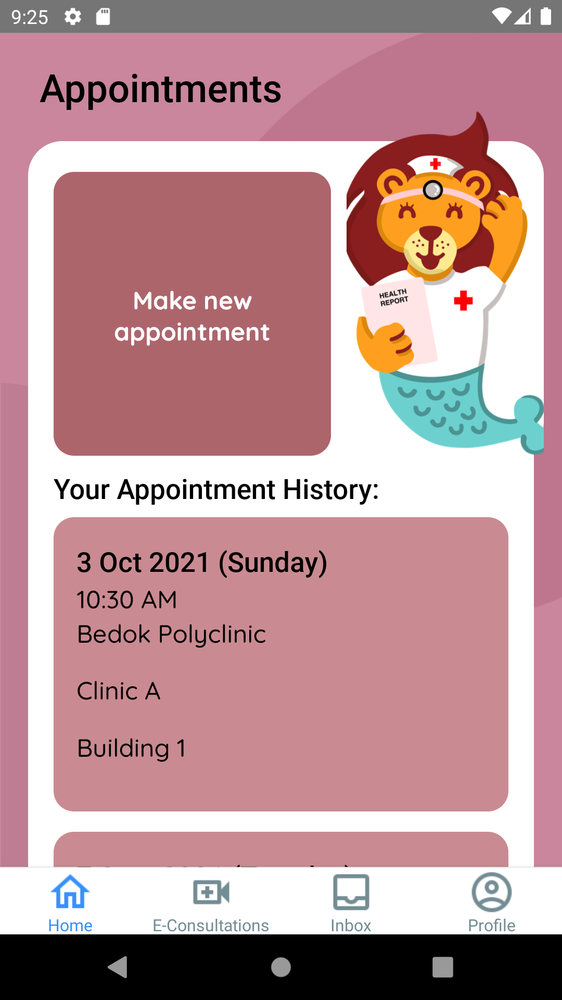 9:25
Appointments
Make new
appointment
HEALTH
REPORT
Your Appointment History:
3 Oct 2021 (Sunday)
10:30 AM
Bedok Polyclinic
Clinic A
Building 1
Home
E-Consultations
Inbox
Profile